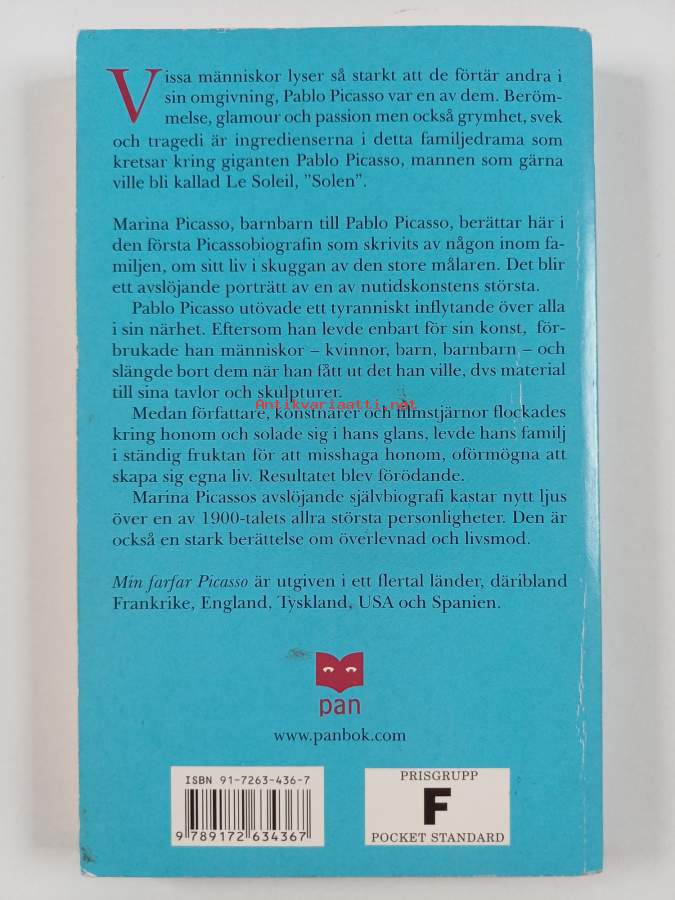 Vissa människor lyser så starkt att de förtär andra i
sin omgivning, Pablo Picasso var en av dem. Beröm-
melse, glamour och passion men också grymhet, svek
och tragedi är ingredienserna i detta familjedrama som
kretsar kring giganten Pablo Picasso, mannen som gärna
ville bli kallad Le Soleil, ”Solen”.
Marina Picasso, barnbarn till Pablo Picasso, berättar här i
den första Picassobiografin som skrivits av någon inom fa-
miljen, om sitt liv i skuggan av den store målaren. Det blir
ett avslöjande porträtt av en av nutidskonstens största.
Pablo Picasso utövade ett tyranniskt inflytande över alla
i sin närhet. Eftersom han levde enbart för sin konst, för-
brukade han människor – kvinnor, barn, barnbarn – och
slängde bort dem när han fått ut det han ville, dvs material
till sina tavlor och skulpturer.
Antikvariaatti.net
Medan författare, konstnärer och filmstjärnor flockades
kring honom och solade sig i hans glans, levde hans familj
i ständig fruktan för att misshaga honom, oförmögna att
skapa sig egna liv. Resultatet blev förödande.
Marina Picassos avslöjande självbiografi kastar nytt ljus
över en av 1900-talets allra största personligheter. Den är
också en stark berättelse om överlevnad och livsmod.
Min farfar Picasso är utgiven i ett flertal länder, däribland
Frankrike, England, Tyskland, USA och Spanien.
pan
www.panbok.com
ISBN 91-7263-436-7
9 789172 634367
PRISGRUPP
F
POCKET STANDARD